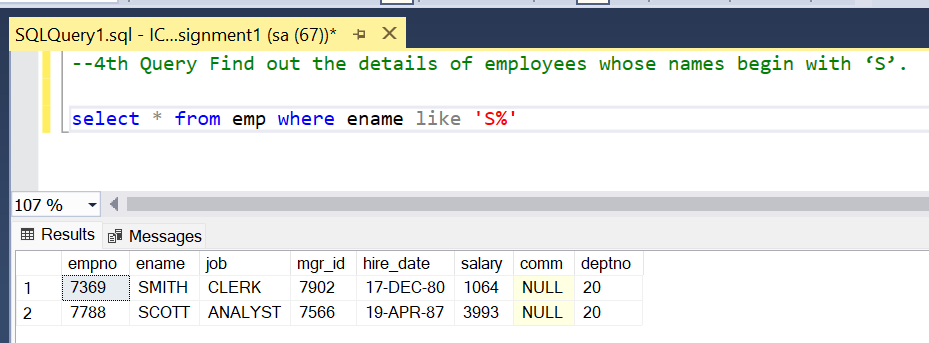 SQLQuery1.sql - IC...signment1 (sa (67))*
--4th Query Find out the details of employees whose names begin with ‘S’.
select * from emp where ename like 'S%'
107 %
Results Messages
empno ename job mgr_id hire_date salary comm deptno
1 7369 SMITH CLERK 7902 17-DEC-80 1064 NULL 20
2 7788 SCOTT ANALYST 7566 19-APR-87 3993 NULL 20